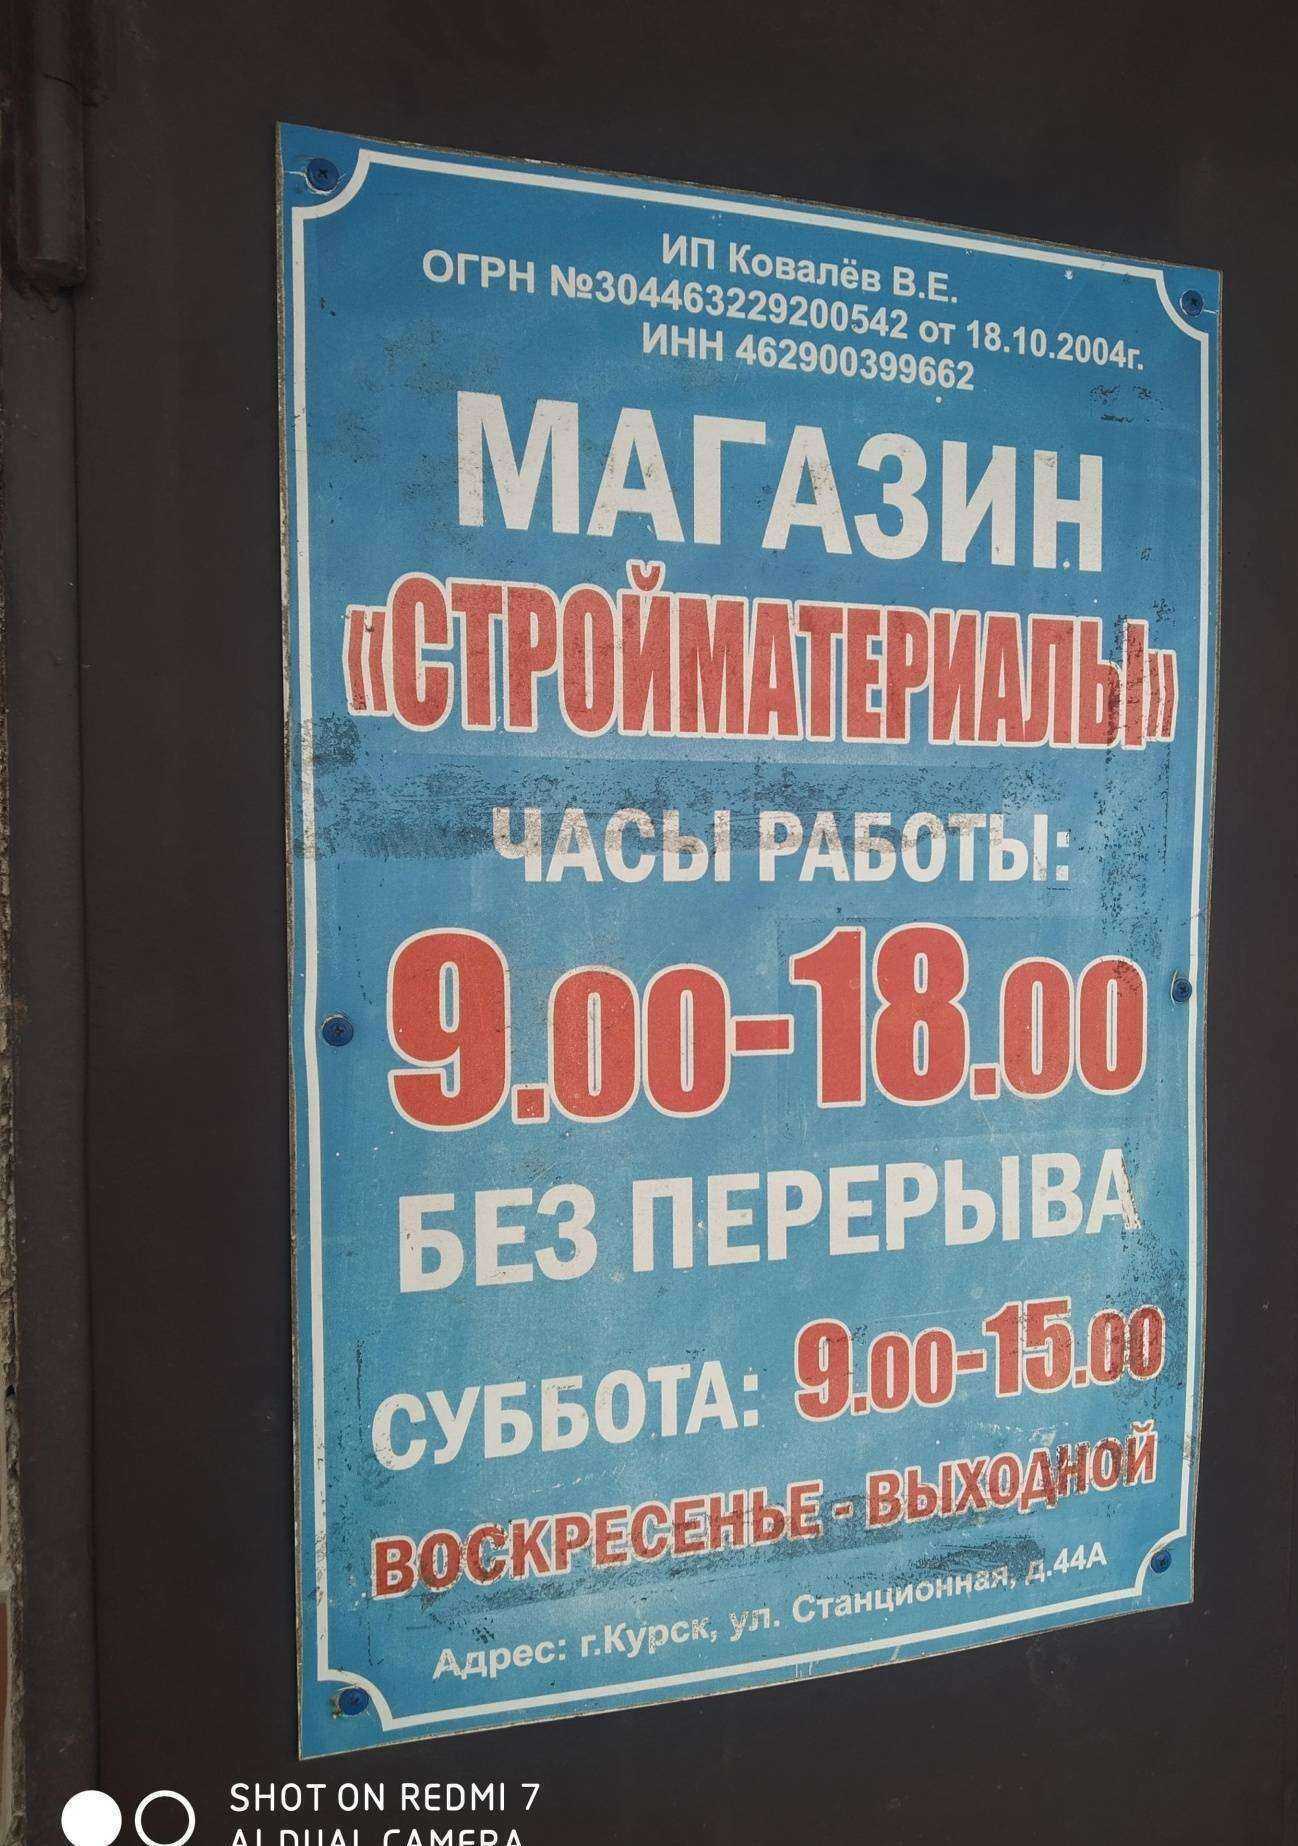 ИП Ковалёв В.Е.
ОГРН №304463229200542 от 18.10.2004г.
ИНН 462900399662
МАГАЗИН
«СТРОЙМАТЕРИАЛЫ»
ЧАСЫ РАБОТЫ:
9.00-18.00
БЕЗ ПЕРЕРЫВА
СУББОТА: 9.00-15.00
ВОСКРЕСЕНЬЕ - ВЫХОДНОЙ
Адрес: г.Курск, ул. Станционная, д.44А
SHOT ON REDMI 7
AI DUAL CAMERA